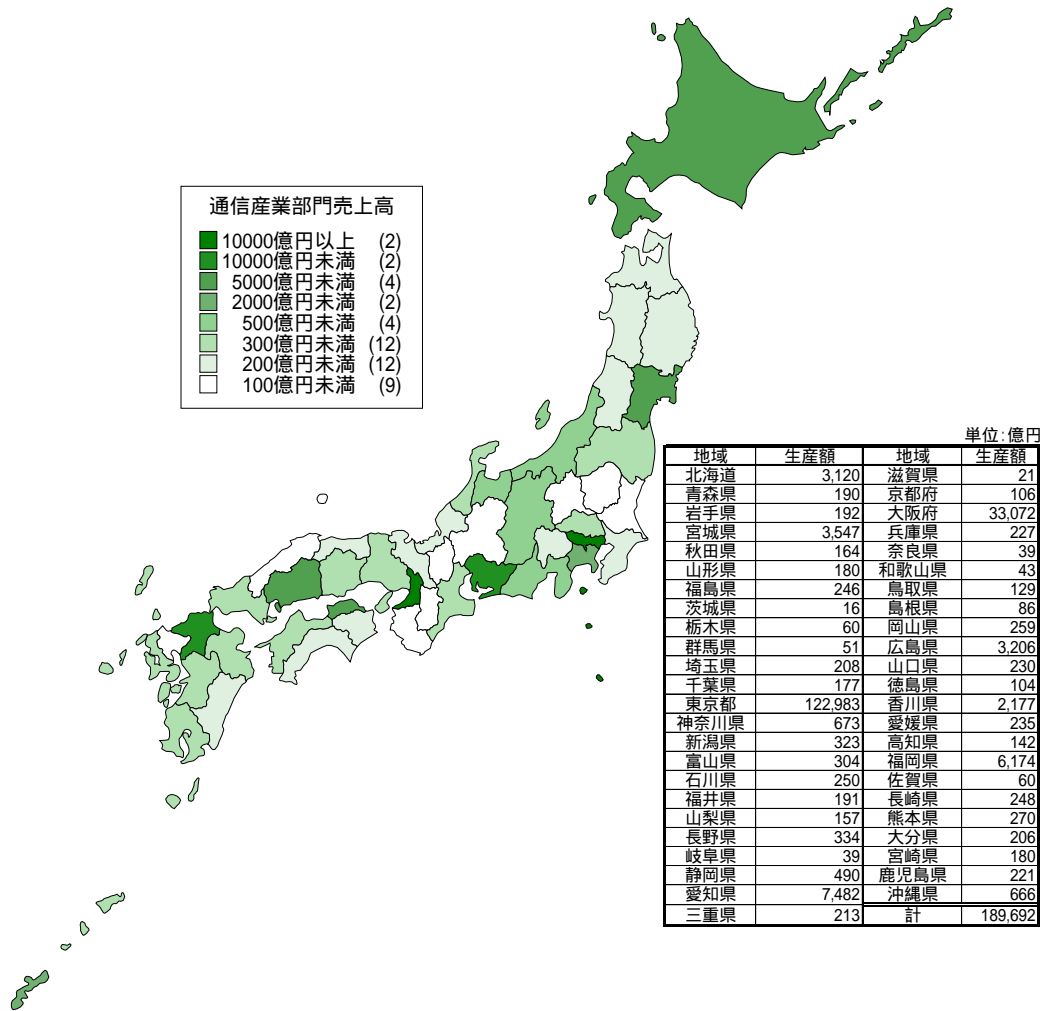 通信産業部門売上高
10000億円以上 (2)
10000億円未満 (2)
5000億円未満 (4)
2000億円未満 (2)
500億円未満 (4)
300億円未満 (12)
200億円未満 (12)
100億円未満 (9)
単位:億円
地域 生産額 地域 生産額
北海道 3,120 滋賀県 21
青森県 190 京都府 106
岩手県 192 大阪府 33,072
宮城県 3,547 兵庫県 227
秋田県 164 奈良県 39
山形県 180 和歌山県 43
福島県 246 鳥取県 129
茨城県 16 島根県 86
栃木県 60 岡山県 259
群馬県 51 広島県 3,206
埼玉県 208 山口県 230
千葉県 177 徳島県 104
東京都 122,983 香川県 2,177
神奈川県 673 愛媛県 235
新潟県 323 高知県 142
富山県 304 福岡県 6,174
石川県 250 佐賀県 60
福井県 191 長崎県 248
山梨県 157 熊本県 270
長野県 334 大分県 206
岐阜県 39 宮崎県 180
静岡県 490 鹿児島県 221
愛知県 7,482 沖縄県 666
三重県 213 計 189,692